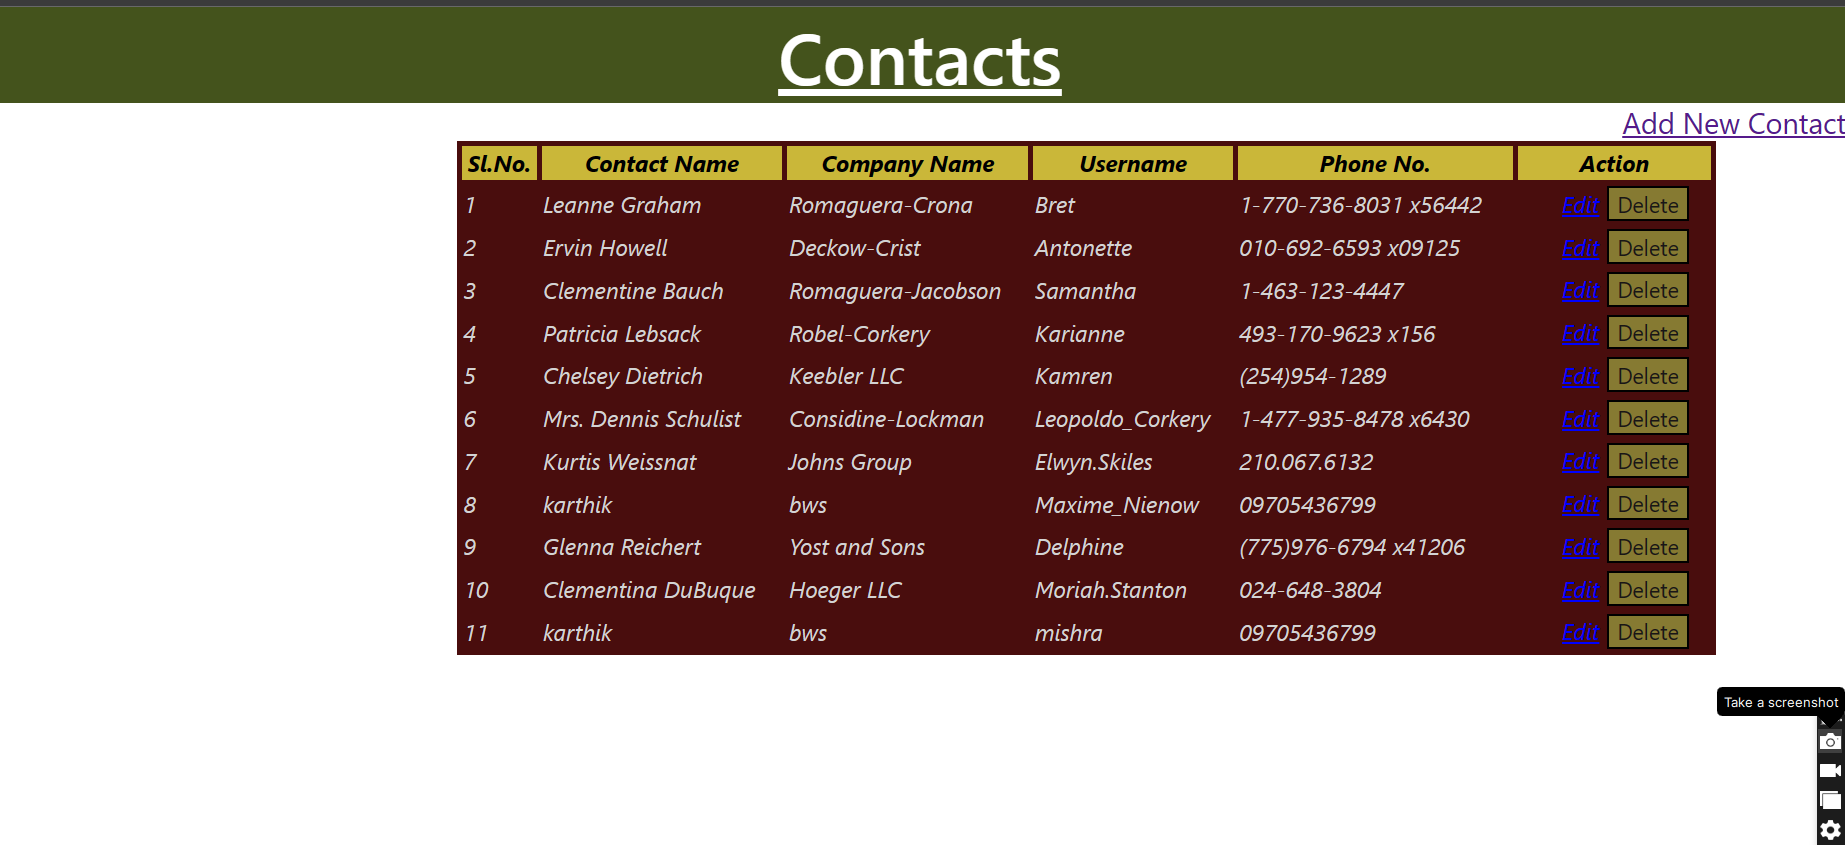 Contacts
Add New Contact
Sl.No. Contact Name Company Name Username Phone No. Action
1 Leanne Graham Romaguera-Crona Bret 1-770-736-8031 x56442 Edit Delete
2 Ervin Howell Deckow-Crist Antonette 010-692-6593 x09125 Edit Delete
3 Clementine Bauch Romaguera-Jacobson Samantha 1-463-123-4447 Edit Delete
4 Patricia Lebsack Robel-Corkery Karianne 493-170-9623 x156 Edit Delete
5 Chelsey Dietrich Keebler LLC Kamren (254)954-1289 Edit Delete
6 Mrs. Dennis Schulist Considine-Lockman Leopoldo_Corkery 1-477-935-8478 x6430 Edit Delete
7 Kurtis Weissnat Johns Group Elwyn.Skiles 210.067.6132 Edit Delete
8 karthik bws Maxime_Nienow 09705436799 Edit Delete
9 Glenna Reichert Yost and Sons Delphine (775)976-6794 x41206 Edit Delete
10 Clementina DuBuque Hoeger LLC Moriah.Stanton 024-648-3804 Edit Delete
11 karthik bws mishra 09705436799 Edit Delete
Take a screenshot